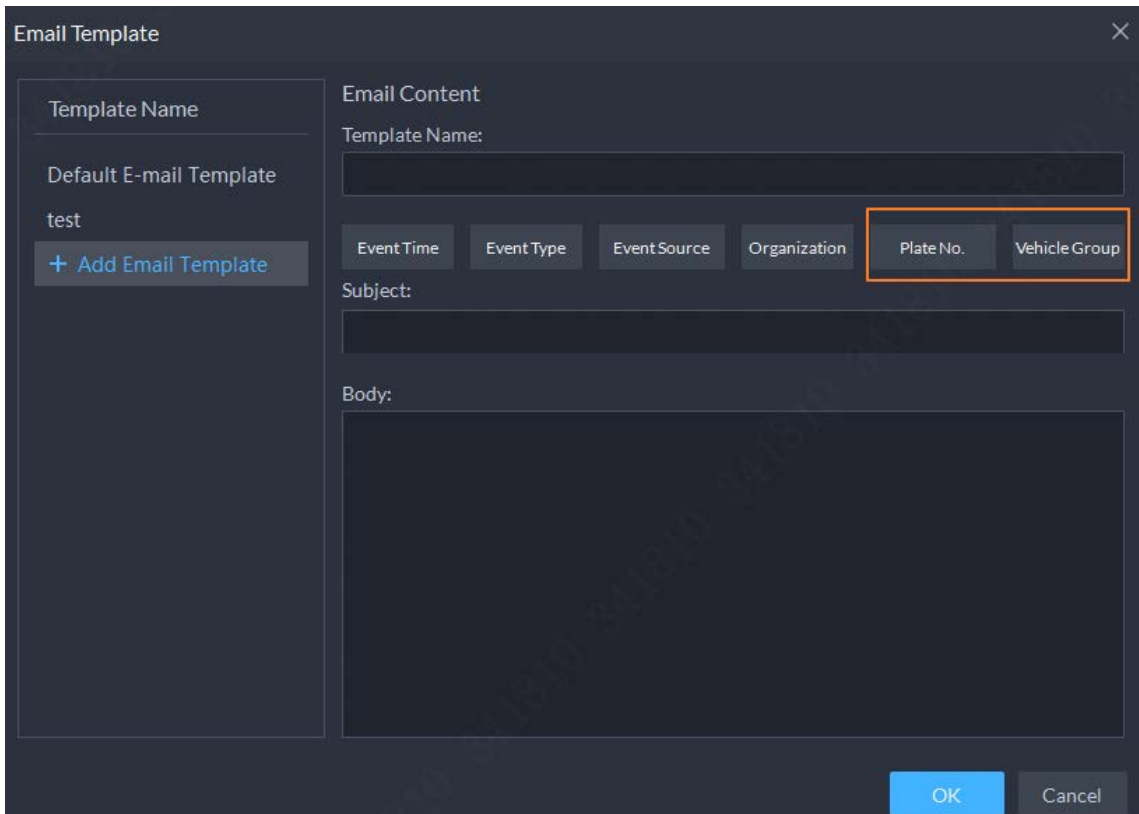 Email Template
Template Name
Default E-mail Template
test
+ Add Email Template
Email Content
Template Name:
Event Time Event Type Event Source Organization Plate No. Vehicle Group
Subject:
Body:
OK Cancel